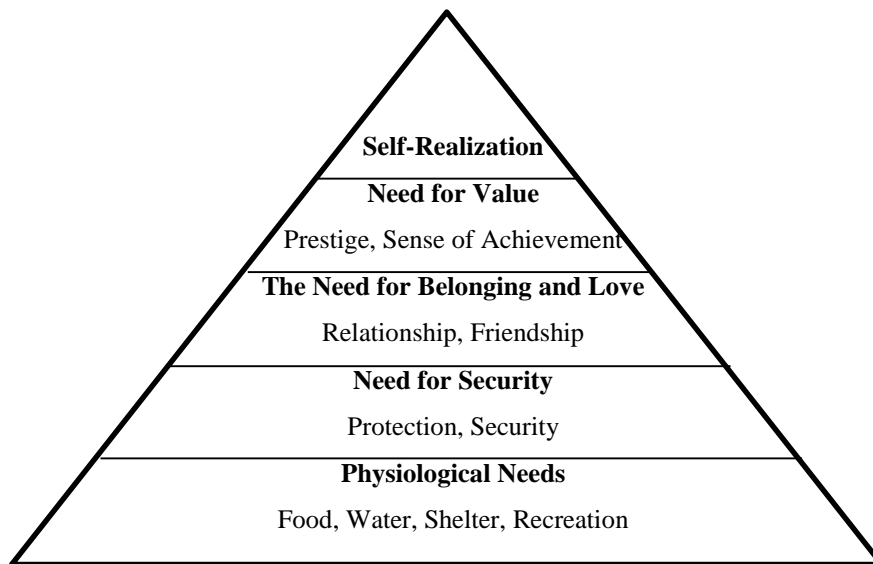 Self-Realization
Need for Value
Prestige, Sense of Achievement
The Need for Belonging and Love
Relationship, Friendship
Need for Security
Protection, Security
Physiological Needs
Food, Water, Shelter, Recreation